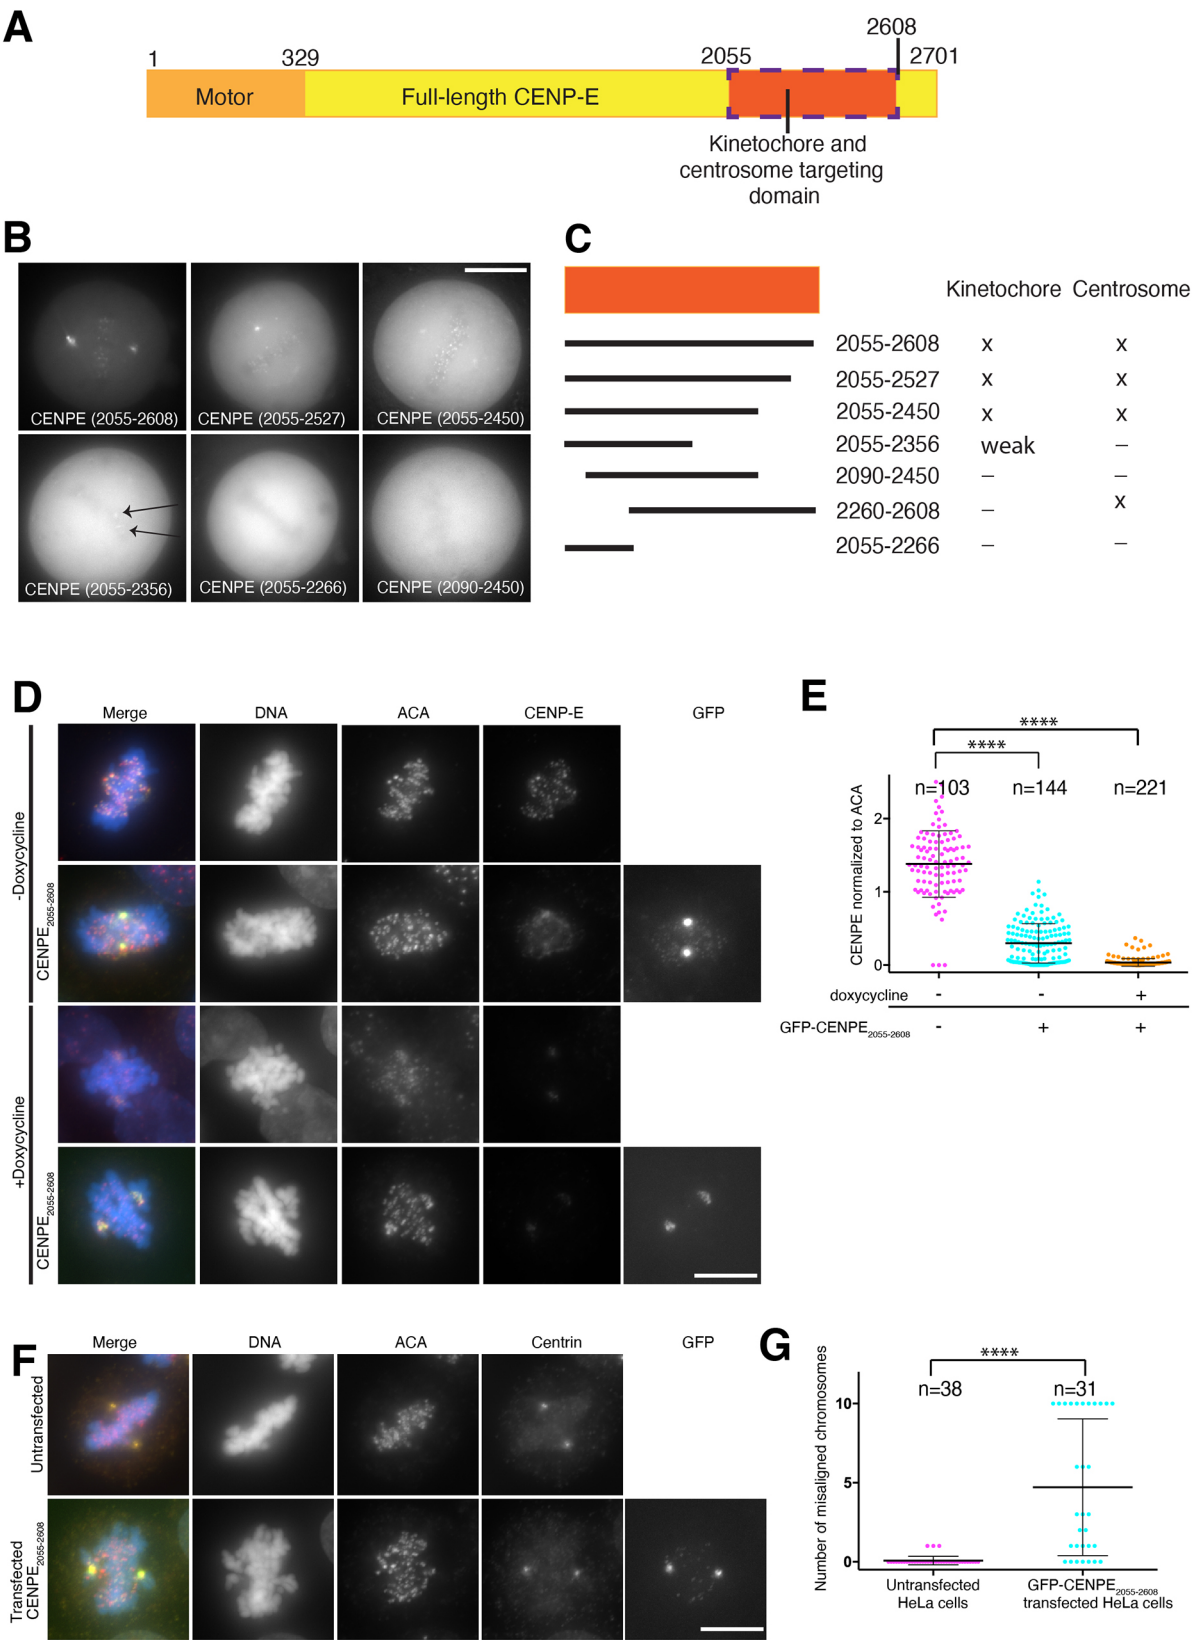 A
1
329
2055
2608
2701
Motor
Full-length CENP-E
Kinetochore and
centrosome targeting
domain
B
CENPE (2055-2608)
CENPE (2055-2527)
CENPE (2055-2450)
CENPE (2055-2356)
CENPE (2055-2266)
CENPE (2090-2450)
C
Kinetochore Centrosome
2055-2608 x x
2055-2527 x x
2055-2450 x x
2055-2356 weak –
2090-2450 – –
2260-2608 – x
2055-2266 – –
D
Merge DNA ACA CENP-E GFP
-Doxycycline
CENPE2055-2608
+Doxycycline
CENPE2055-2608
E
****
****
n=103 n=144 n=221
CENPE normalized to ACA
2
1
0
doxycycline - - +
GFP-CENPE2055-2608 - + +
F
Merge DNA ACA Centrin GFP
Untransfected
Transfected
CENPE2055-2608
G
****
n=38 n=31
Number of misaligned chromosomes
10
5
0
Untransfected
HeLa cells
GFP-CENPE2055-2608
transfected HeLa cells